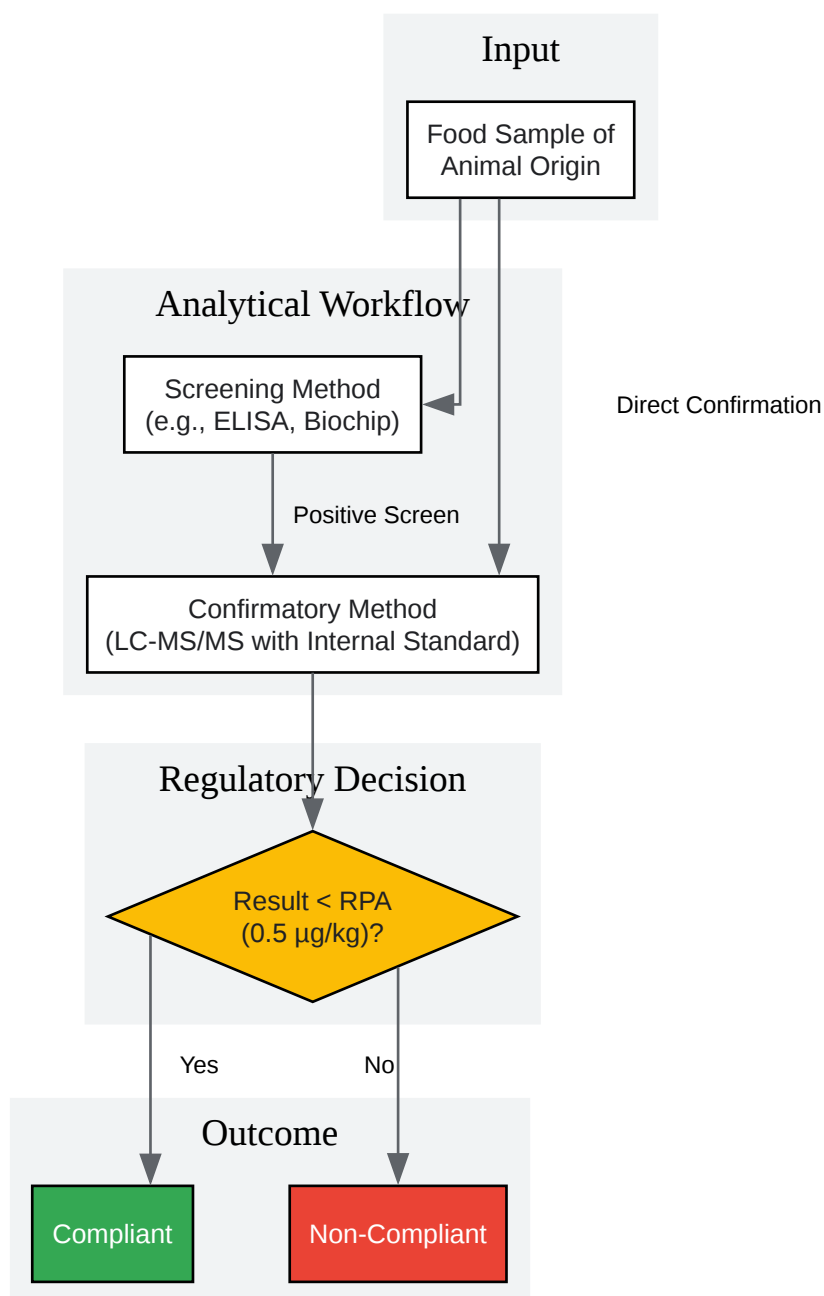 Input
Food Sample of
Animal Origin
Analytical Workflow
Screening Method
(e.g., ELISA, Biochip)
Direct Confirmation
Positive Screen
Confirmatory Method
(LC-MS/MS with Internal Standard)
Regulatory Decision
Result < RPA
(0.5 µg/kg)?
Yes
No
Outcome
Compliant
Non-Compliant